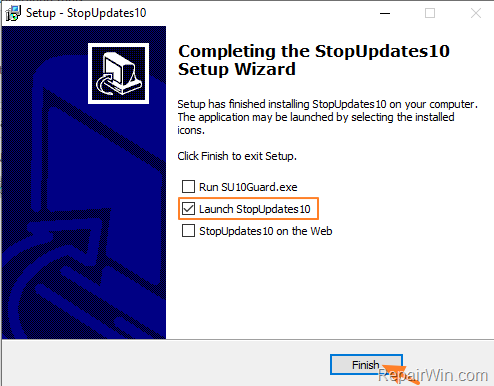 Setup - StopUpdates10
Completing the StopUpdates10
Setup Wizard
Setup has finished installing StopUpdates10 on your computer.
The application may be launched by selecting the installed
icons.
Click Finish to exit Setup.
Run SU10Guard.exe
Launch StopUpdates10
StopUpdates10 on the Web
Finish
RepairWin.com